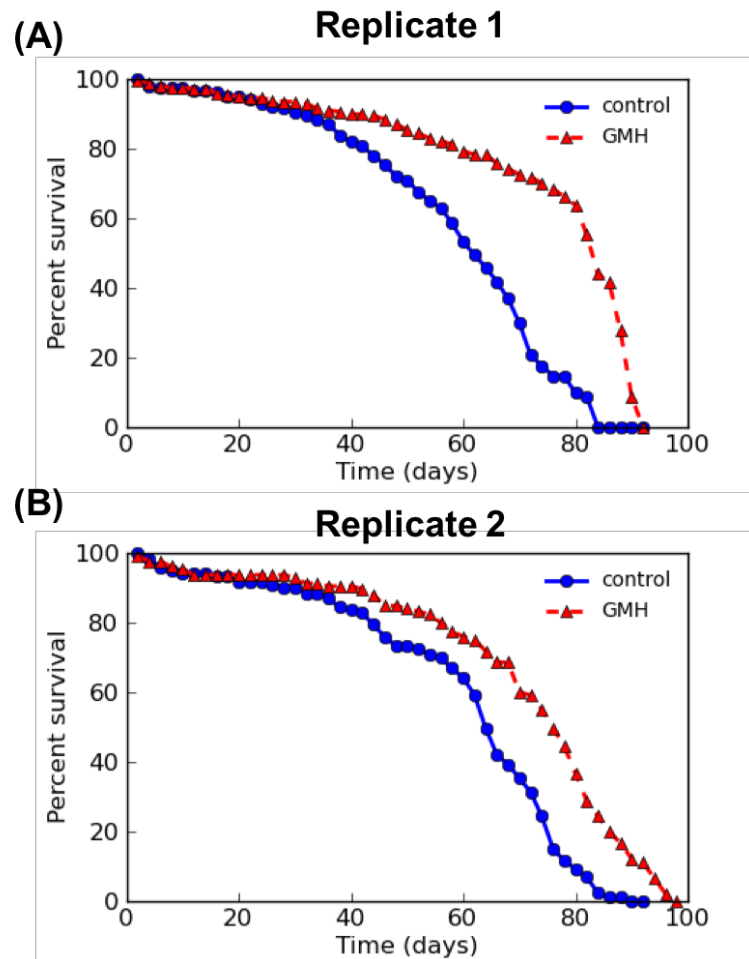 (A)
Replicate 1
100
80
60
40
20
0
Percent survival
control
GMH
0 20 40 60 80 100
Time (days)
(B)
Replicate 2
100
80
60
40
20
0
Percent survival
control
GMH
0 20 40 60 80 100
Time (days)